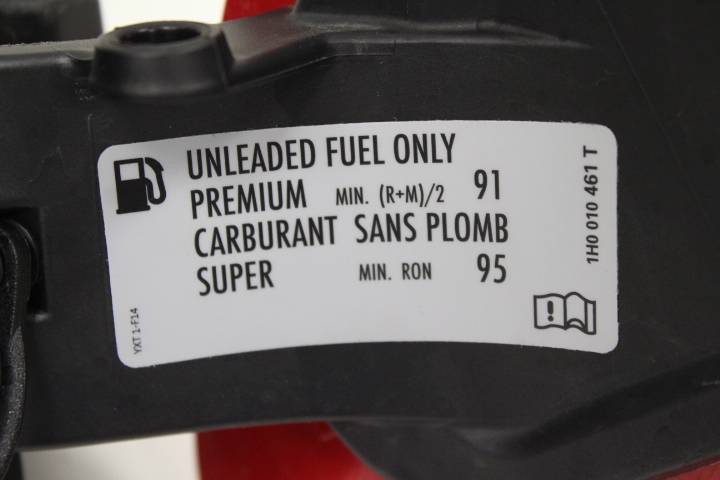 UNLEADED FUEL ONLY
PREMIUM MIN. (R+M)/2 91
CARBURANT SANS PLOMB
SUPER MIN. RON 95
1H0 010 461 T
YXT 1-F14